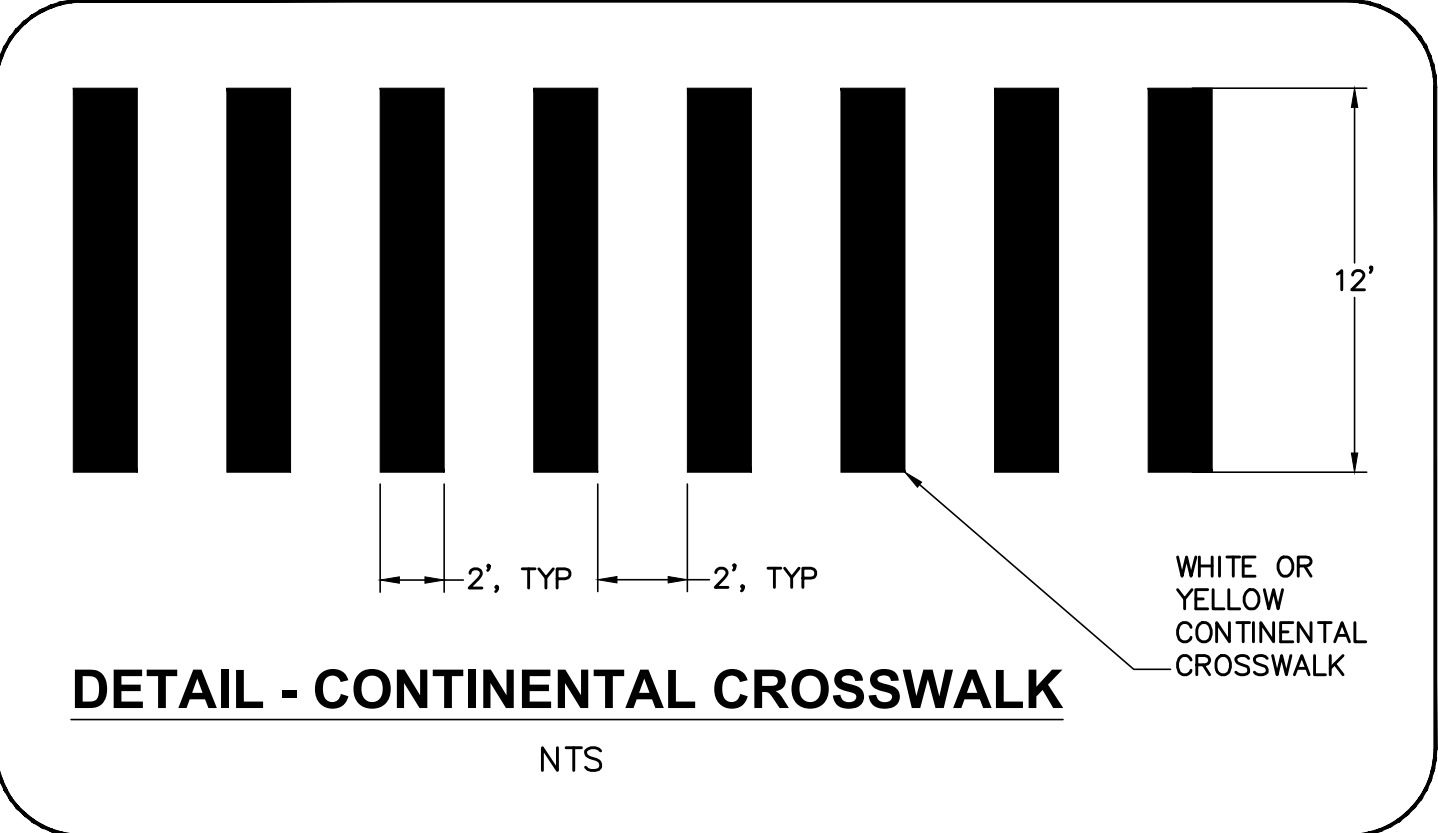 12'
2', TYP
2', TYP
WHITE OR
YELLOW
CONTINENTAL
CROSSWALK
DETAIL - CONTINENTAL CROSSWALK
NTS